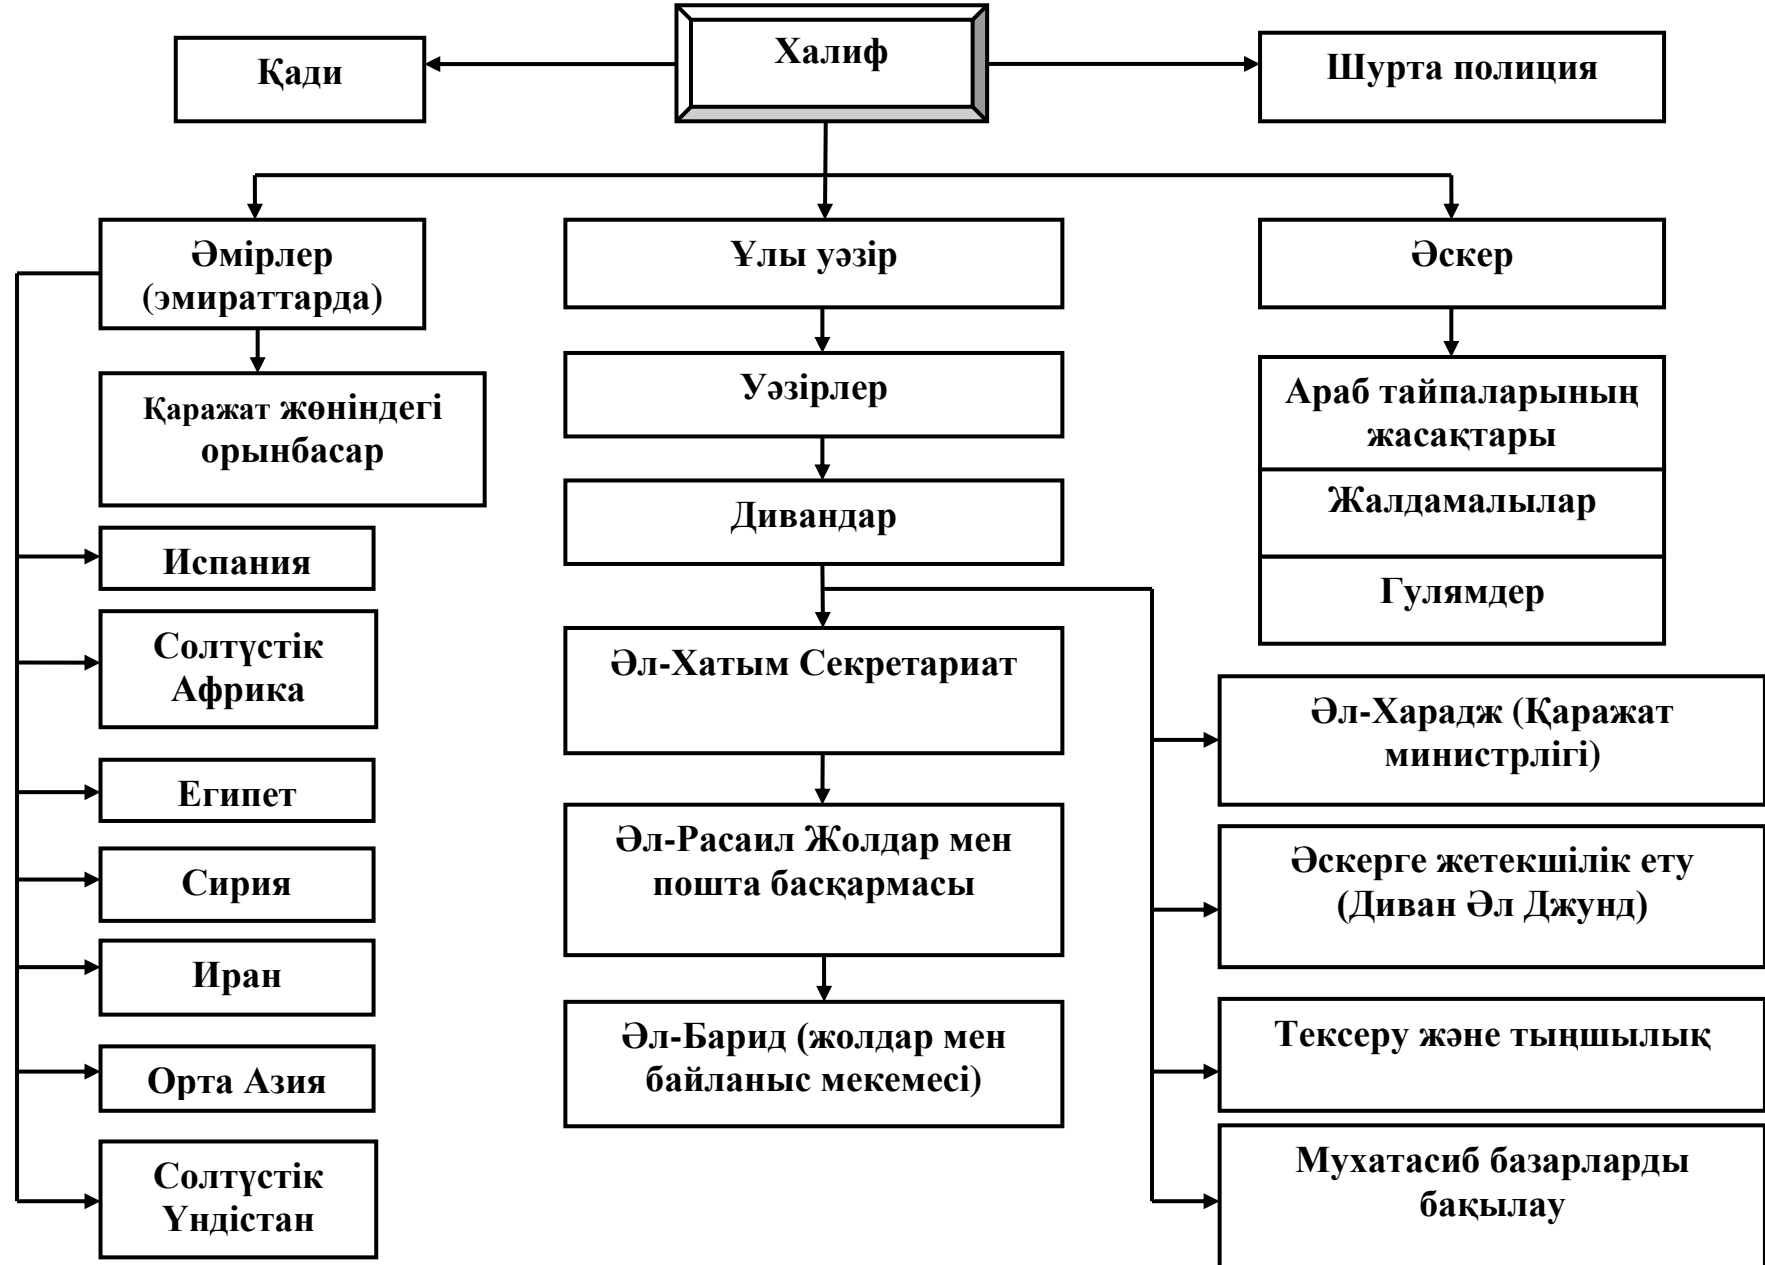 Халиф
Қади
Шурта полиция
Әмірлер
(эмираттарда)
Ұлы уәзір
Әскер
Қаражат жөніндегі
орынбасар
Уәзірлер
Араб тайпаларының
жасақтары
Жалдамалылар
Гулямдер
Дивандар
Испания
Солтүстік
Африка
Египет
Сирия
Иран
Орта Азия
Солтүстік
Үндістан
Әл-Хатым Секретариат
Әл-Расаил Жолдар мен
пошта басқармасы
Әл-Барид (жолдар мен
байланыс мекемесі)
Әл-Харадж (Қаражат
министрлігі)
Әскерге жетекшілік ету
(Диван Әл Джунд)
Тексеру және тыңшылық
Мухатасиб базарларды
бақылау